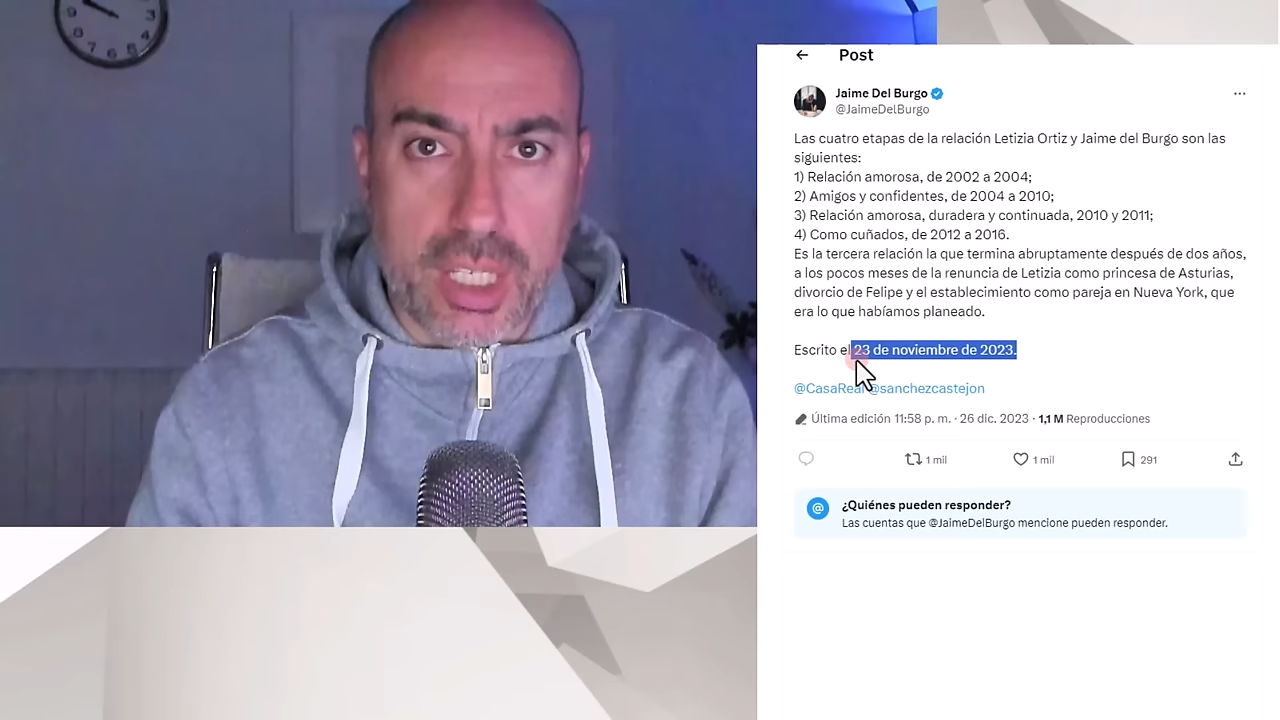 Post
Jaime Del Burgo
@JaimeDelBurgo
Las cuatro etapas de la relación Letizia Ortiz y Jaime del Burgo son las
siguientes:
1) Relación amorosa, de 2002 a 2004;
2) Amigos y confidentes, de 2004 a 2010;
3) Relación amorosa, duradera y continuada, 2010 y 2011;
4) Como cuñados, de 2012 a 2016.
Es la tercera relación la que termina abruptamente después de dos años,
a los pocos meses de la renuncia de Letizia como princesa de Asturias,
divorcio de Felipe y el establecimiento como pareja en Nueva York, que
era lo que habíamos planeado.
Escrito el 23 de noviembre de 2023.
@CasaReal @sanchezcastejon
Última edición 11:58 p. m. · 26 dic. 2023 · 1,1 M Reproducciones
1 mil 1 mil 291
¿Quiénes pueden responder?
Las cuentas que @JaimeDelBurgo mencione pueden responder.